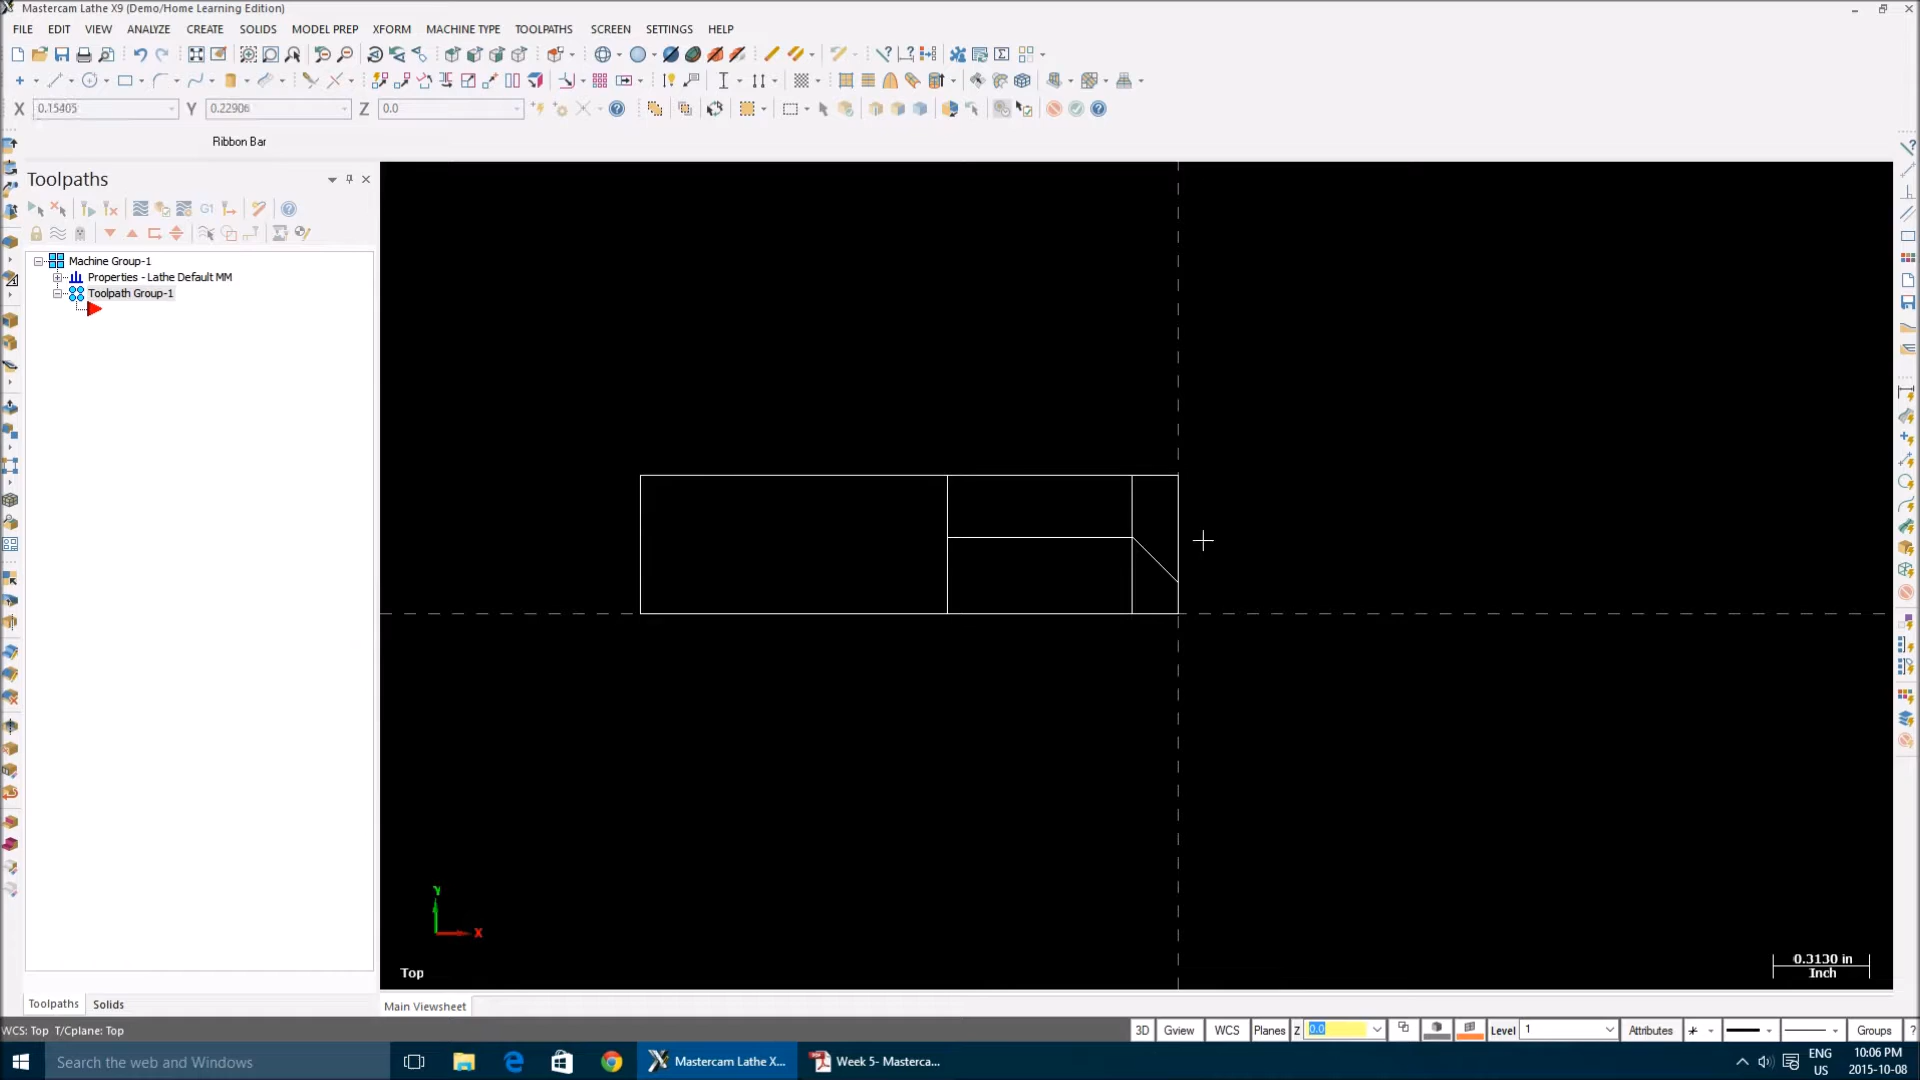 Mastercam Lathe X9 (Demo/Home Learning Edition)
FILE EDIT VIEW ANALYZE CREATE SOLIDS MODEL PREP XFORM MACHINE TYPE TOOLPATHS SCREEN SETTINGS HELP
X 0.15405 Y 0.22906 Z 0.0
Ribbon Bar
Toolpaths
G1
Machine Group-1
Properties - Lathe Default MM
Toolpath Group-1
Y
X
Top
0.3130 in
Inch
Toolpaths Solids
Main Viewsheet
WCS: Top T/Cplane: Top
3D Gview WCS Planes Z 0.0 Level 1 Attributes Groups ?
Search the web and Windows
Mastercam Lathe X...
Week 5- Masterca...
ENG
US
10:06 PM
2015-10-08